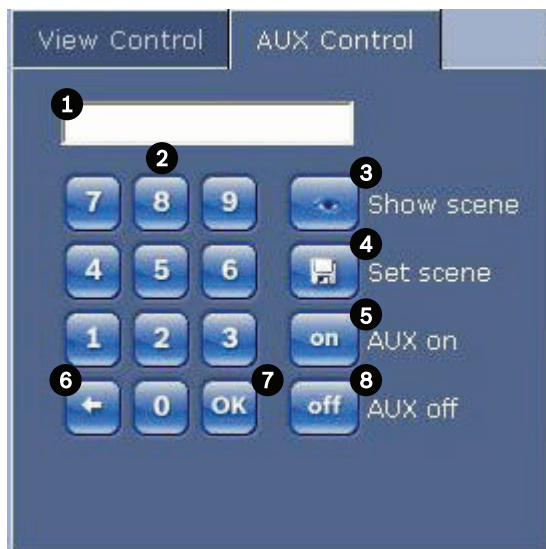 View Control AUX Control
1
2
3
7 8 9 Show scene
4
4 5 6 Set scene
5
1 2 3 on AUX on
6 7 8
0 OK off AUX off